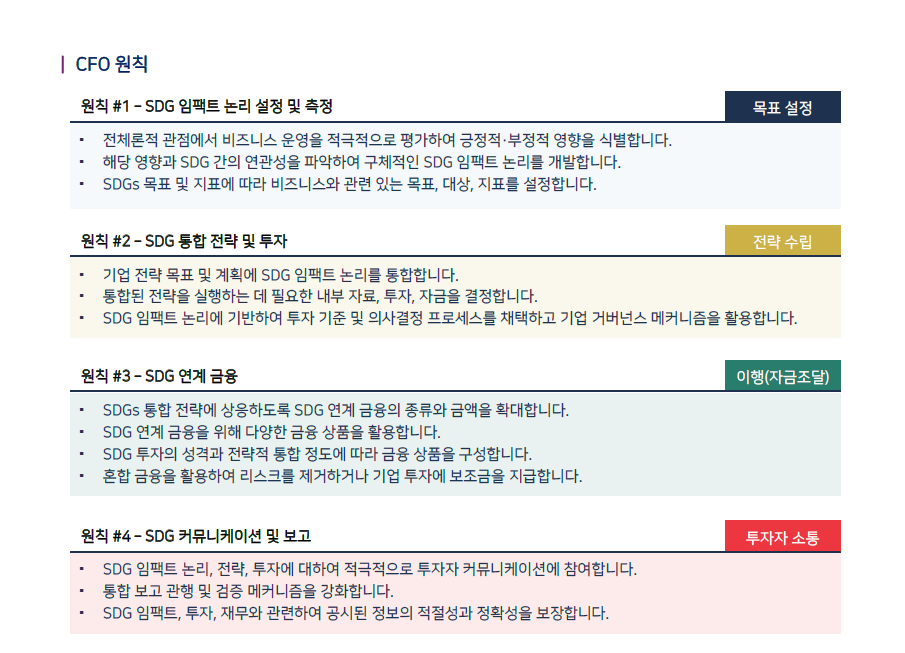 CFO 원칙
원칙 #1 – SDG 임팩트 논리 설정 및 측정
목표 설정
▪ 전체론적 관점에서 비즈니스 운영을 적극적으로 평가하여 긍정적·부정적 영향을 식별합니다.
▪ 해당 영향과 SDG 간의 연관성을 파악하여 구체적인 SDG 임팩트 논리를 개발합니다.
▪ SDGs 목표 및 지표에 따라 비즈니스와 관련 있는 목표, 대상, 지표를 설정합니다.
원칙 #2 – SDG 통합 전략 및 투자
전략 수립
▪ 기업 전략 목표 및 계획에 SDG 임팩트 논리를 통합합니다.
▪ 통합된 전략을 실행하는 데 필요한 내부 자료, 투자, 자금을 결정합니다.
▪ SDG 임팩트 논리에 기반하여 투자 기준 및 의사결정 프로세스를 채택하고 기업 거버넌스 메커니즘을 활용합니다.
원칙 #3 – SDG 연계 금융
이행(자금조달)
▪ SDGs 통합 전략에 상응하도록 SDG 연계 금융의 종류와 금액을 확대합니다.
▪ SDG 연계 금융을 위해 다양한 금융 상품을 활용합니다.
▪ SDG 투자의 성격과 전략적 통합 정도에 따라 금융 상품을 구성합니다.
▪ 혼합 금융을 활용하여 리스크를 제거하거나 기업 투자에 보조금을 지급합니다.
원칙 #4 – SDG 커뮤니케이션 및 보고
투자자 소통
▪ SDG 임팩트 논리, 전략, 투자에 대하여 적극적으로 투자자 커뮤니케이션에 참여합니다.
▪ 통합 보고 관행 및 검증 메커니즘을 강화합니다.
▪ SDG 임팩트, 투자, 재무와 관련하여 공시된 정보의 적절성과 정확성을 보장합니다.